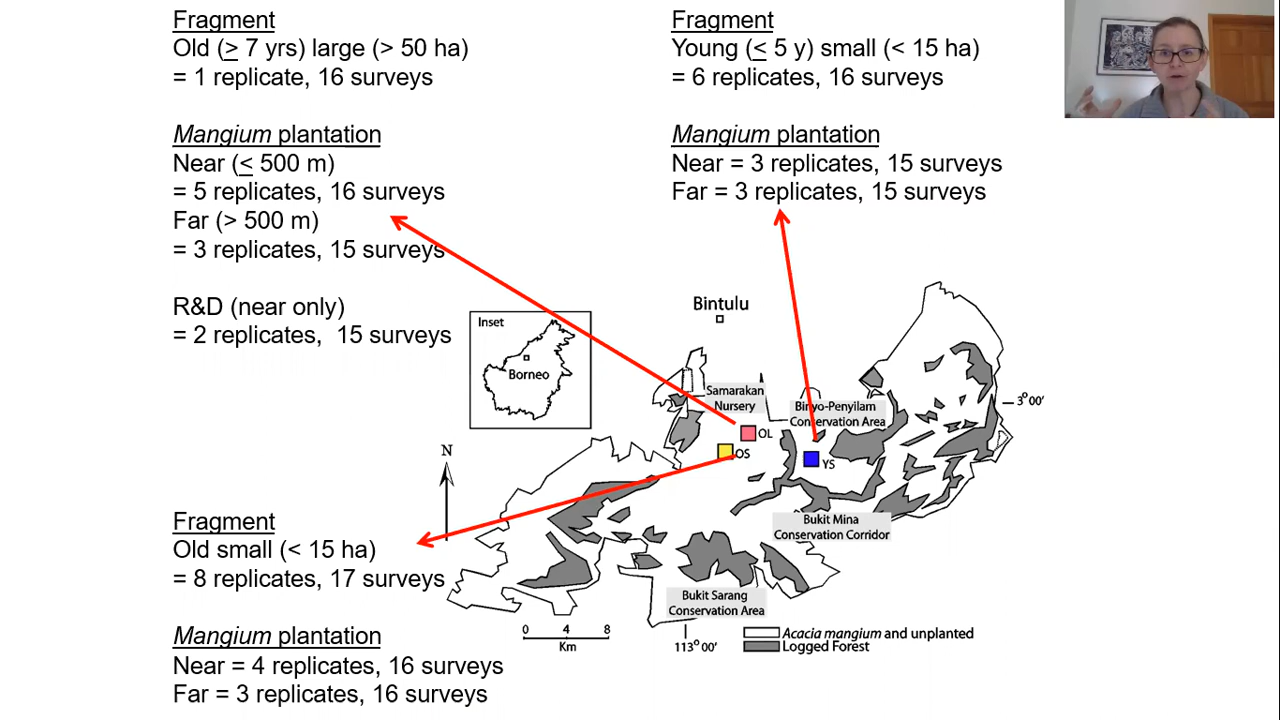 Fragment
Old (≥ 7 yrs) large (> 50 ha)
= 1 replicate, 16 surveys
Mangium plantation
Near (≤ 500 m)
= 5 replicates, 16 surveys
Far (> 500 m)
= 3 replicates, 15 surveys
R&D (near only)
= 2 replicates,  15 surveys
Fragment
Young (≤ 5 y) small (< 15 ha)
= 6 replicates, 16 surveys
Mangium plantation
Near = 3 replicates, 15 surveys
Far = 3 replicates, 15 surveys
Bintulu
Inset
Borneo
Samarakan
Nursery
Binyo-Penyilam
Conservation Area
3°00'
OL
OS
YS
N
Bukit Mina
Conservation Corridor
Bukit Sarang
Conservation Area
0 4 8
Km
113°00'
Acacia mangium and unplanted
Logged Forest
Fragment
Old small (< 15 ha)
= 8 replicates, 17 surveys
Mangium plantation
Near = 4 replicates, 16 surveys
Far = 3 replicates, 16 surveys